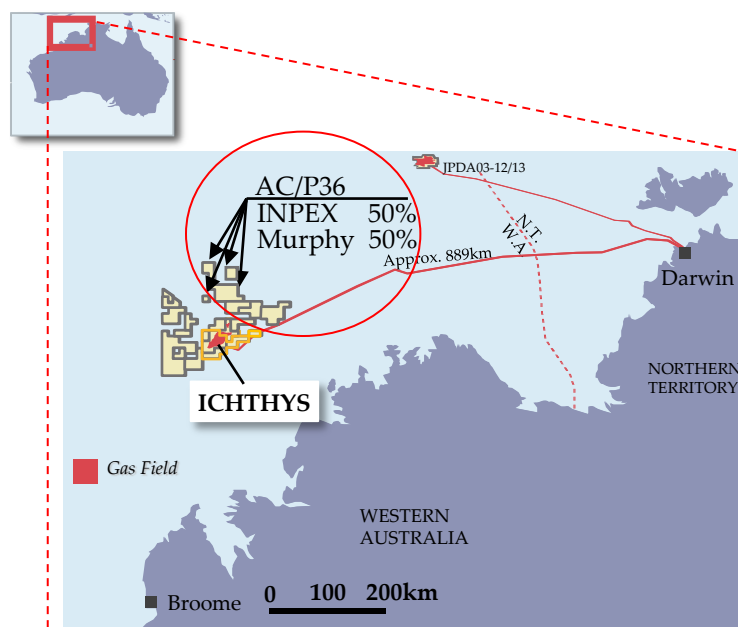 JPDA03-12/13
AC/P36
INPEX 50%
Murphy 50%
N.T.
W.A
Approx. 889km
Darwin
NORTHERN
TERRITORY
ICHTHYS
Gas Field
WESTERN
AUSTRALIA
Broome
0 100 200km